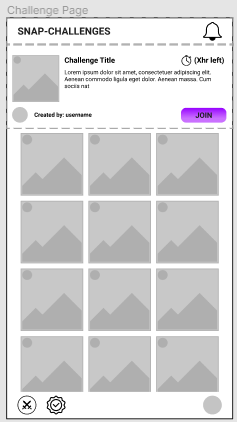 Challenge Page
SNAP-CHALLENGES
Challenge Title
(Xhr left)
Lorem ipsum dolor sit amet, consectetuer adipiscing elit.
Aenean commodo ligula eget dolor. Aenean massa. Cum
sociis nat
Created by: username
JOIN